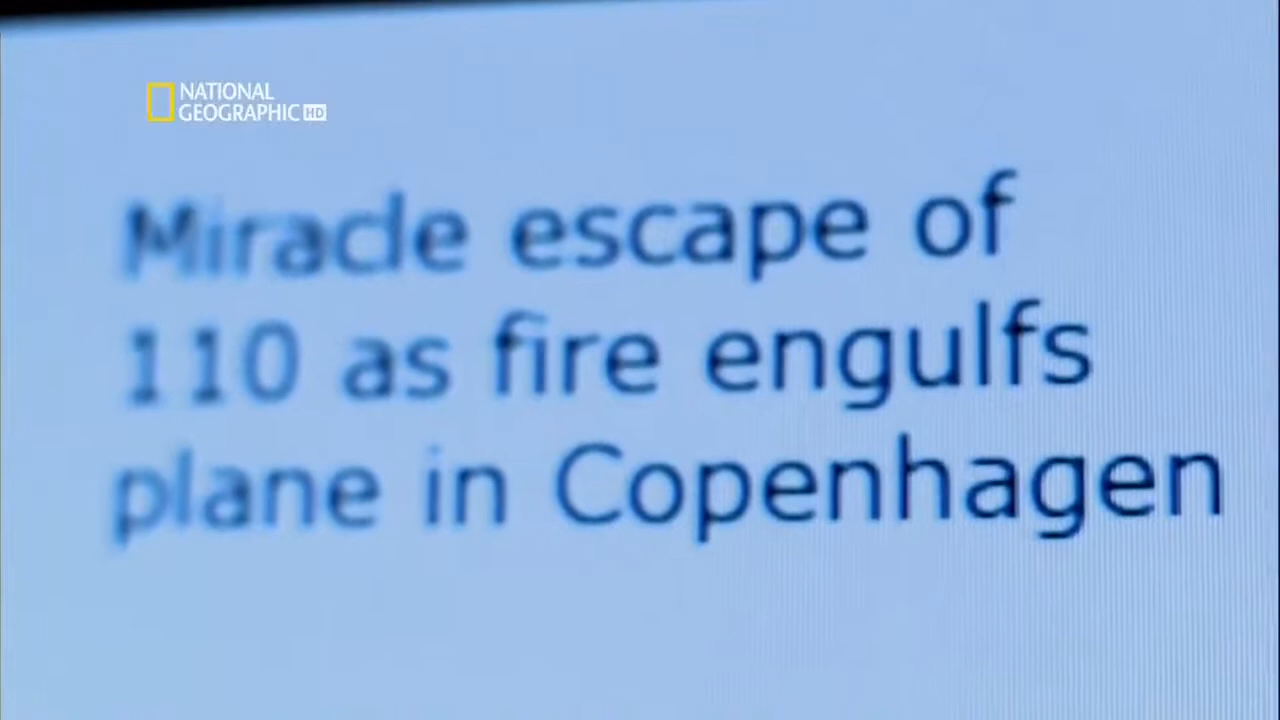 NATIONAL
GEOGRAPHIC HD
Miracle escape of
110 as fire engulfs
plane in Copenhagen